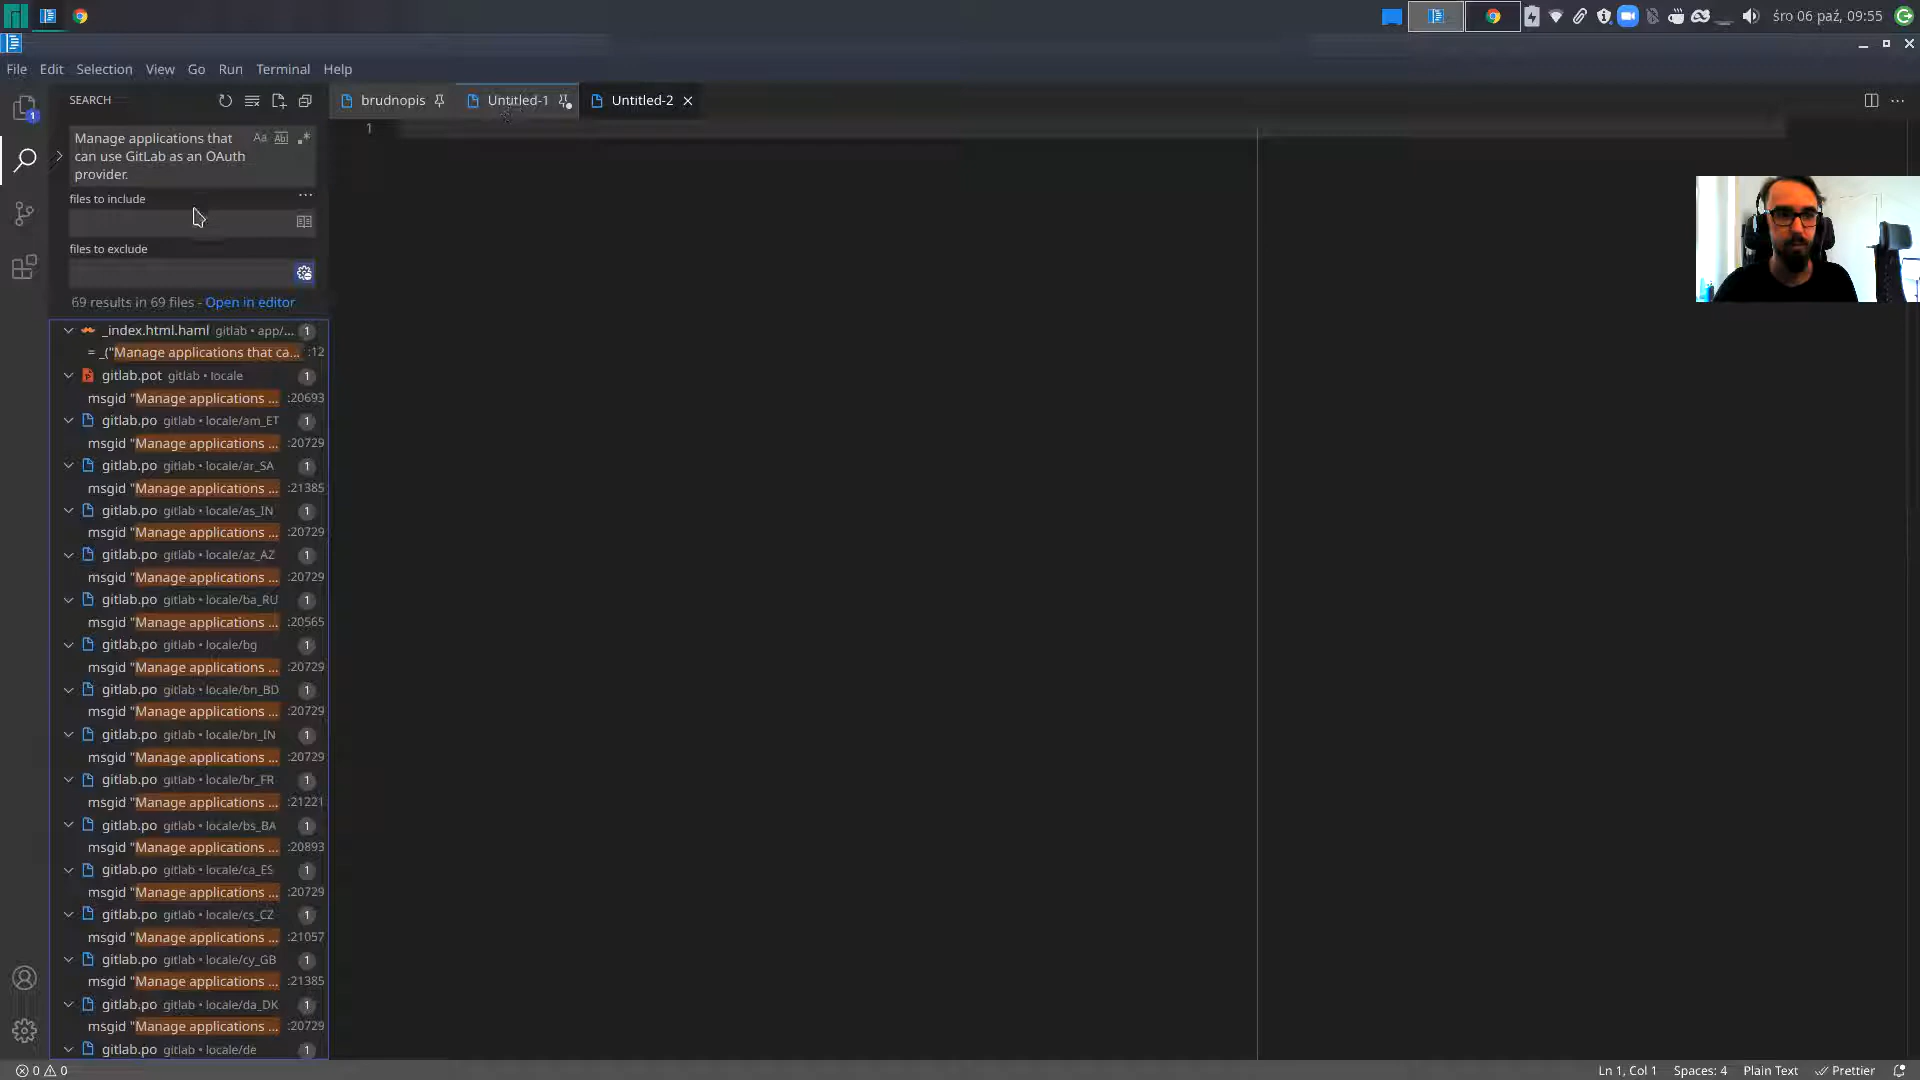 śro 06 paź, 09:55
File Edit Selection View Go Run Terminal Help
SEARCH
brudnopis Untitled-1 Untitled-2
1
1
Manage applications that
can use GitLab as an OAuth
provider.
Aa Abl .*
files to include
files to exclude
69 results in 69 files - Open in editor
_index.html.haml gitlab • app/... 1
= _("Manage applications that ca... :12
gitlab.pot gitlab • locale 1
msgid "Manage applications ... :20693
gitlab.po gitlab • locale/am_ET 1
msgid "Manage applications ... :20729
gitlab.po gitlab • locale/ar_SA 1
msgid "Manage applications ... :21385
gitlab.po gitlab • locale/as_IN 1
msgid "Manage applications ... :20729
gitlab.po gitlab • locale/az_AZ 1
msgid "Manage applications ... :20729
gitlab.po gitlab • locale/ba_RU 1
msgid "Manage applications ... :20565
gitlab.po gitlab • locale/bg 1
msgid "Manage applications ... :20729
gitlab.po gitlab • locale/bn_BD 1
msgid "Manage applications ... :20729
gitlab.po gitlab • locale/bn_IN 1
msgid "Manage applications ... :20729
gitlab.po gitlab • locale/br_FR 1
msgid "Manage applications ... :21221
gitlab.po gitlab • locale/bs_BA 1
msgid "Manage applications ... :20893
gitlab.po gitlab • locale/ca_ES 1
msgid "Manage applications ... :20729
gitlab.po gitlab • locale/cs_CZ 1
msgid "Manage applications ... :21057
gitlab.po gitlab • locale/cy_GB 1
msgid "Manage applications ... :21385
gitlab.po gitlab • locale/da_DK 1
msgid "Manage applications ... :20729
gitlab.po gitlab • locale/de 1
0 0 Ln 1, Col 1 Spaces: 4 Plain Text Prettier